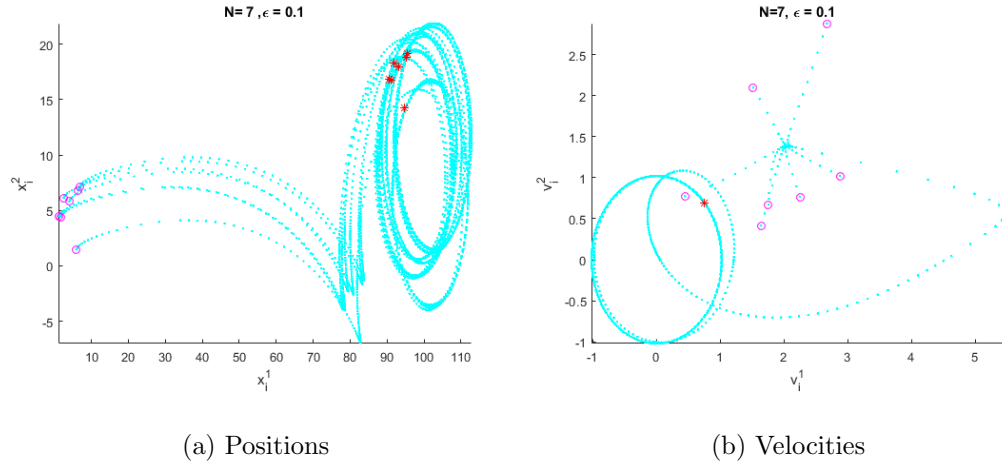 N= 7 ,ϵ = 0.1
20
15
10
5
0
-5
x_i^2
10 20 30 40 50 60 70 80 90 100 110
x_i^1
(a) Positions
N=7, ϵ = 0.1
2.5
2
1.5
1
0.5
0
-0.5
-1
v_i^2
-1 0 1 2 3 4 5
v_i^1
(b) Velocities